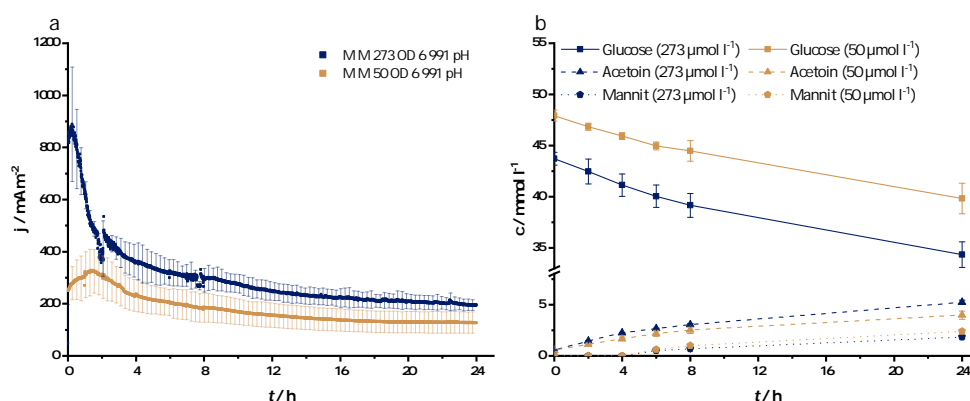 a
1200
1000
800
600
400
200
0
j / mAm⁻²
0 4 8 12 16 20 24
t / h
MM 273 OD 6 991 pH
MM 50 OD 6 991 pH
b
55
50
45
40
35
5
0
c / mmol l⁻¹
0 4 8 12 16 20 24
t / h
Glucose (273 µmol l⁻¹) Glucose (50 µmol l⁻¹)
Acetoin (273 µmol l⁻¹) Acetoin (50 µmol l⁻¹)
Mannit (273 µmol l⁻¹) Mannit (50 µmol l⁻¹)